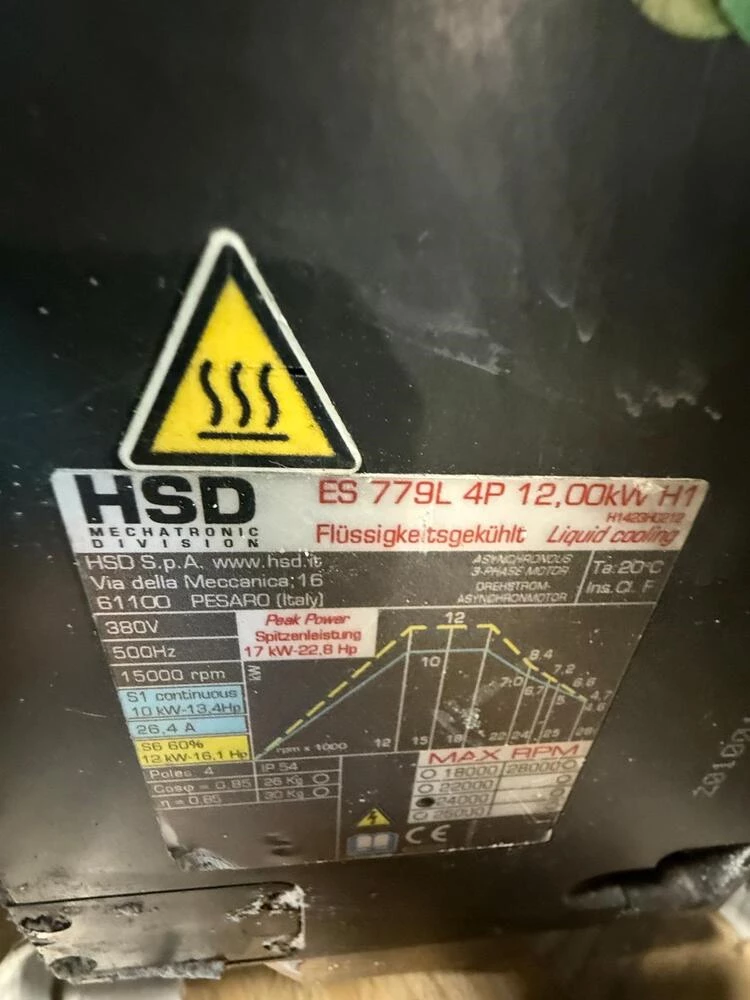 HSD
MECHATRONIC
DIVISION
ES 779L 4P 12,00kW H1
H1423H0212
Flüssigkeitsgekühlt Liquid cooling
HSD S.p.A. www.hsd.it
Via della Meccanica, 16
61100 PESARO (Italy)
ASYNCHRONOUS
3-PHASE MOTOR
DREHSTROM-
ASYNCHRONMOTOR
Ta: 20°C
Ins. Cl. F
380V
500Hz
15000 rpm
S1 continuous
10 kW-13,4Hp
26,4 A
S6 60%
12 kW-16,1 Hp
Poles 4
Cosφ = 0.85
η = 0.85
IP 54
26 Kg
30 Kg
Peak Power
Spitzenleistung
17 kW-22,8 Hp
kW
12
10
8,4
7,2
6,6
7,0
6,7
5
4,7
4,6
rpm x 1000
12 15 18 22 24 25 28
MAX RPM
18000 28000
22000
24000
25000
CE